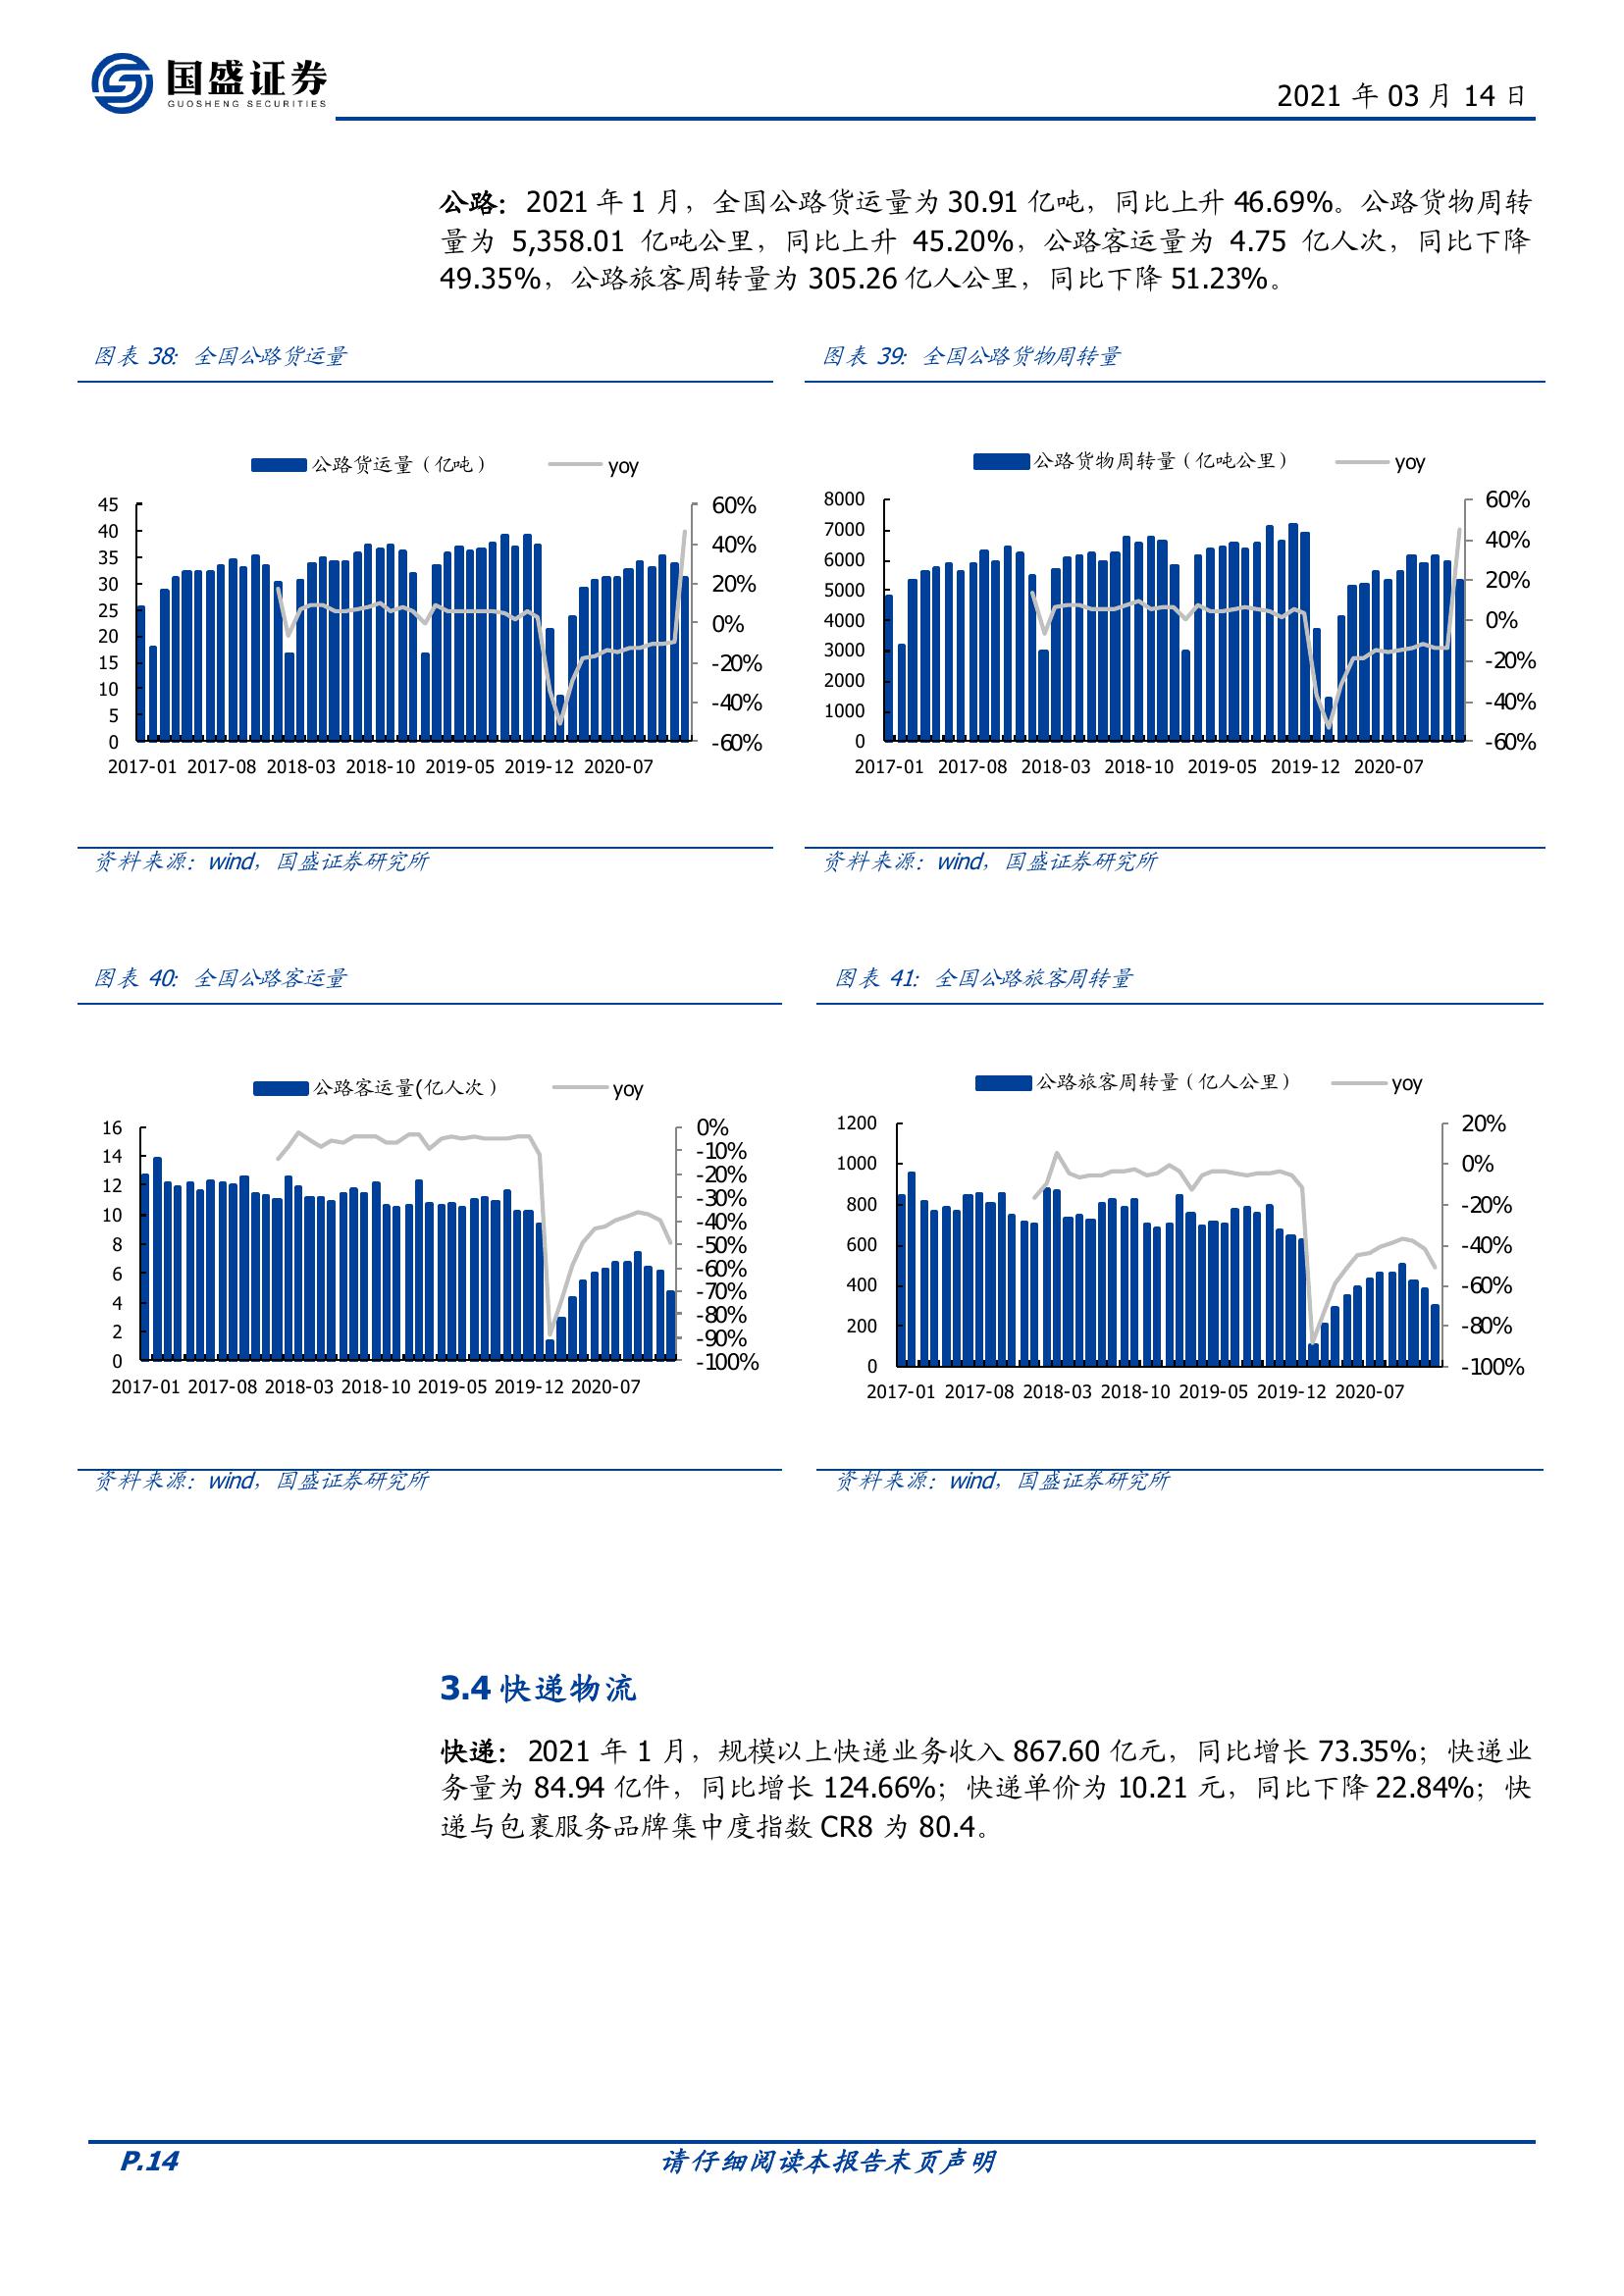 国盛证券
GUOSHENG SECURITIES
2021 年 03 月 14 日
公路：2021 年 1 月，全国公路货运量为 30.91 亿吨，同比上升 46.69%。公路货物周转
量为 5,358.01 亿吨公里，同比上升 45.20%，公路客运量为 4.75 亿人次，同比下降
49.35%，公路旅客周转量为 305.26 亿人公里，同比下降 51.23%。
图表 38：全国公路货运量
公路货运量（亿吨）
yoy
45
40
35
30
25
20
15
10
5
0
60%
40%
20%
0%
-20%
-40%
-60%
2017-01 2017-08 2018-03 2018-10 2019-05 2019-12 2020-07
资料来源：wind，国盛证券研究所
图表 39：全国公路货物周转量
公路货物周转量（亿吨公里）
yoy
8000
7000
6000
5000
4000
3000
2000
1000
0
60%
40%
20%
0%
-20%
-40%
-60%
2017-01 2017-08 2018-03 2018-10 2019-05 2019-12 2020-07
资料来源：wind，国盛证券研究所
图表 40：全国公路客运量
公路客运量(亿人次）
yoy
16
14
12
10
8
6
4
2
0
0%
-10%
-20%
-30%
-40%
-50%
-60%
-70%
-80%
-90%
-100%
2017-01 2017-08 2018-03 2018-10 2019-05 2019-12 2020-07
资料来源：wind，国盛证券研究所
图表 41：全国公路旅客周转量
公路旅客周转量（亿人公里）
yoy
1200
1000
800
600
400
200
0
20%
0%
-20%
-40%
-60%
-80%
-100%
2017-01 2017-08 2018-03 2018-10 2019-05 2019-12 2020-07
资料来源：wind，国盛证券研究所
3.4 快递物流
快递：2021 年 1 月，规模以上快递业务收入 867.60 亿元，同比增长 73.35%；快递业
务量为 84.94 亿件，同比增长 124.66%；快递单价为 10.21 元，同比下降 22.84%；快
递与包裹服务品牌集中度指数 CR8 为 80.4。
P.14
请仔细阅读本报告末页声明